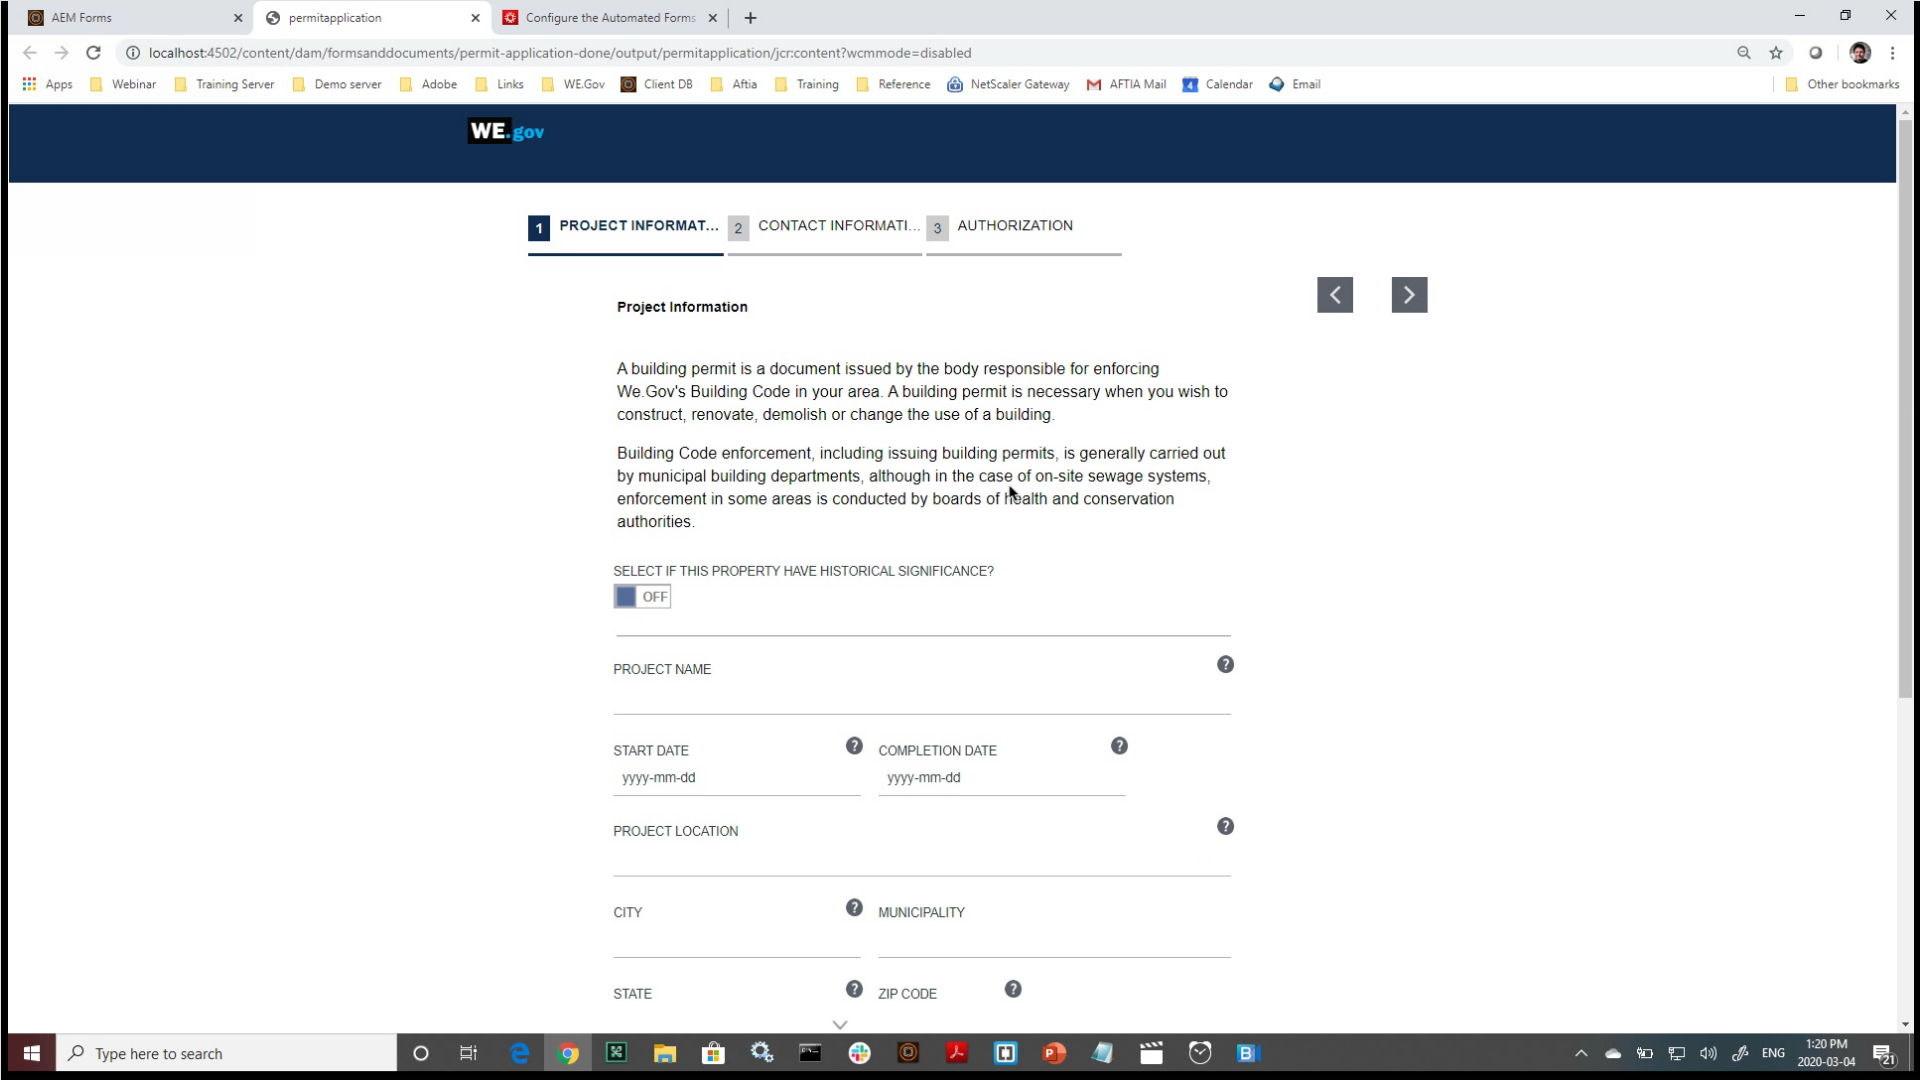 AEM Forms
permitapplication
Configure the Automated Forms
localhost:4502/content/dam/formsanddocuments/permit-application-done/output/permitapplication/jcr:content?wcmmode=disabled
Apps Webinar Training Server Demo server Adobe Links WE.Gov Client DB Aftia Training Reference NetScaler Gateway AFTIA Mail Calendar Email Other bookmarks
WE.gov
1 PROJECT INFORMAT... 2 CONTACT INFORMATI... 3 AUTHORIZATION
Project Information
A building permit is a document issued by the body responsible for enforcing
We.Gov's Building Code in your area. A building permit is necessary when you wish to
construct, renovate, demolish or change the use of a building.
Building Code enforcement, including issuing building permits, is generally carried out
by municipal building departments, although in the case of on-site sewage systems,
enforcement in some areas is conducted by boards of health and conservation
authorities.
SELECT IF THIS PROPERTY HAVE HISTORICAL SIGNIFICANCE?
OFF
PROJECT NAME ?
START DATE ? COMPLETION DATE ?
yyyy-mm-dd yyyy-mm-dd
PROJECT LOCATION ?
CITY ? MUNICIPALITY
STATE ? ZIP CODE ?
Type here to search
ENG
1:20 PM
2020-03-04
21